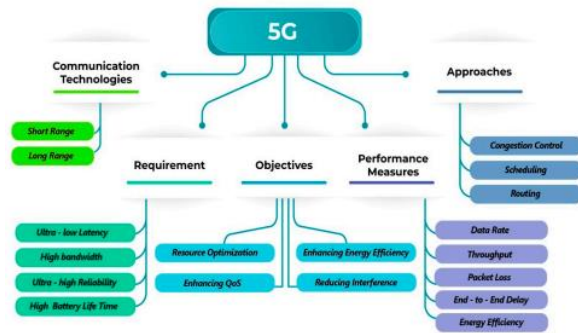 5G
Communication
Technologies
Short Range
Long Range
Approaches
Congestion Control
Scheduling
Routing
Requirement
Ultra - low Latency
High bandwidth
Ultra - high Reliability
High Battery Life Time
Objectives
Resource Optimization
Enhancing QoS
Enhancing Energy Efficiency
Reducing Interference
Performance
Measures
Data Rate
Throughput
Packet Loss
End - to - End Delay
Energy Efficiency